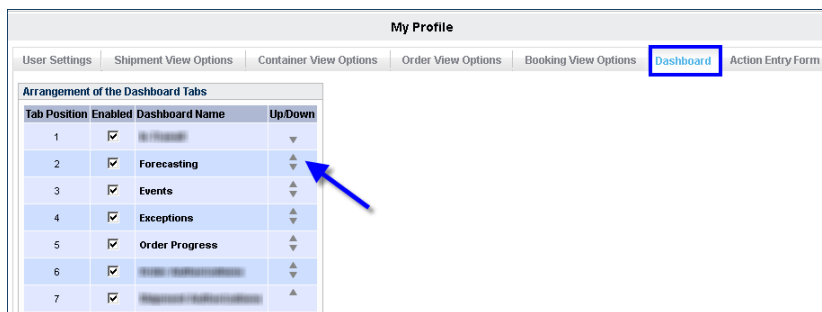 My Profile
User Settings Shipment View Options Container View Options Order View Options Booking View Options Dashboard Action Entry Form
Arrangement of the Dashboard Tabs
Tab Position Enabled Dashboard Name Up/Down
1
2 Forecasting
3 Events
4 Exceptions
5 Order Progress
6
7